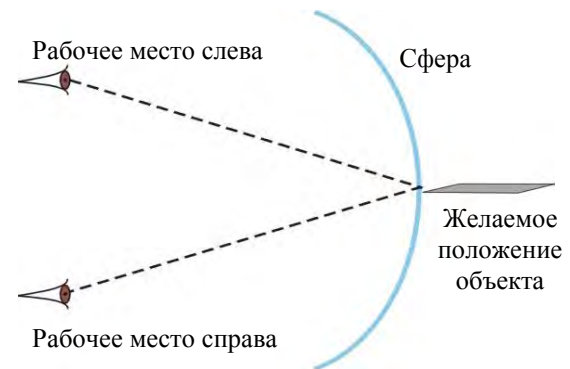 Рабочее место слева
Сфера
Желаемое
положение
объекта
Рабочее место справа